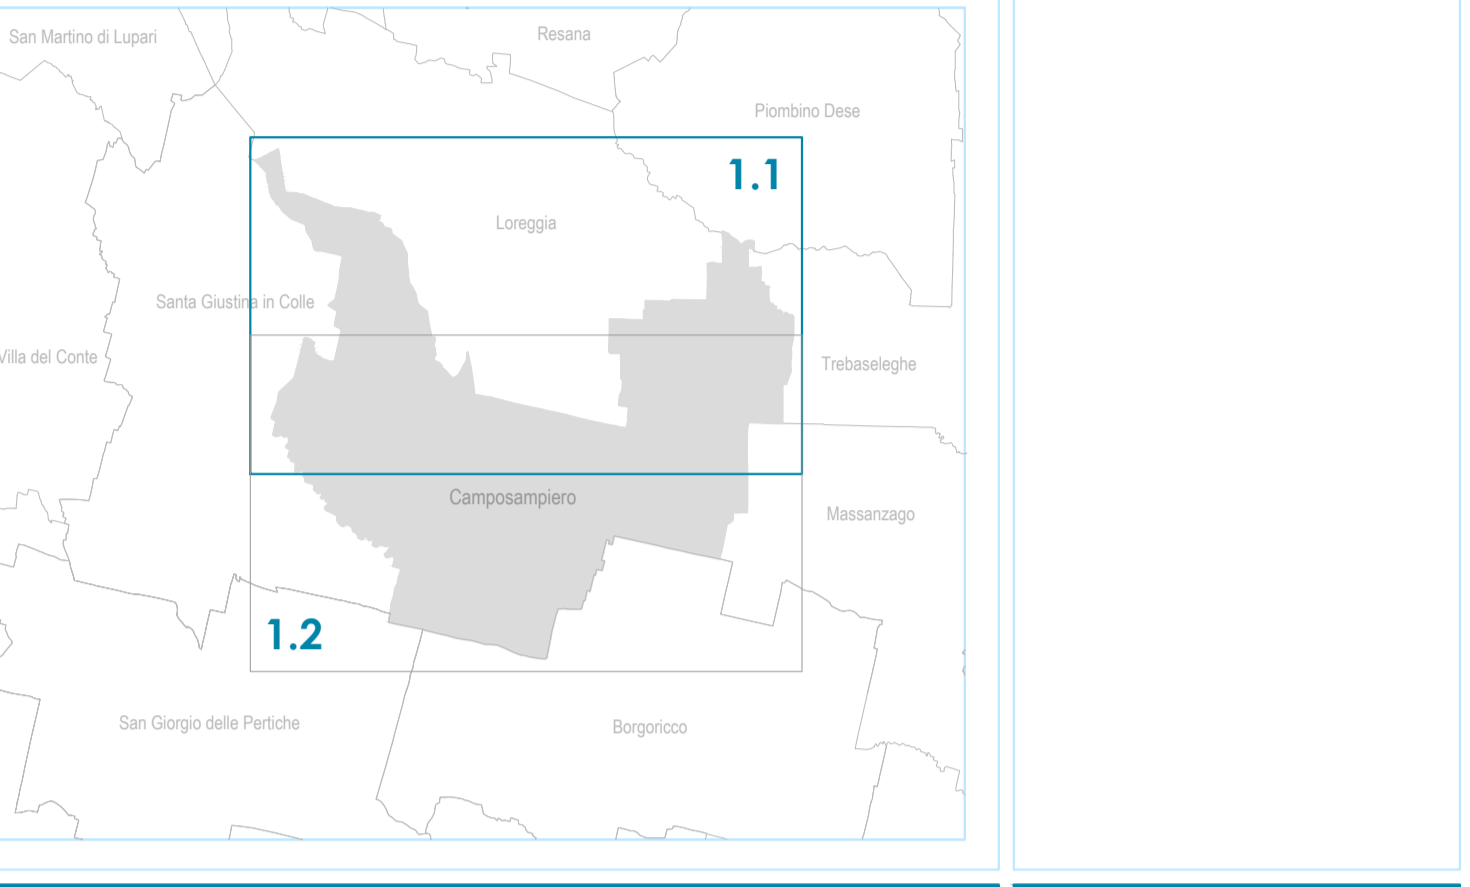 San Martino di Lupari
Resana
Piombino Dese
1.1
Loreggia
Santa Giustina in Colle
Villa del Conte
Trebaseleghe
Camposampiero
Massanzago
1.2
San Giorgio delle Pertiche
Borgoricco